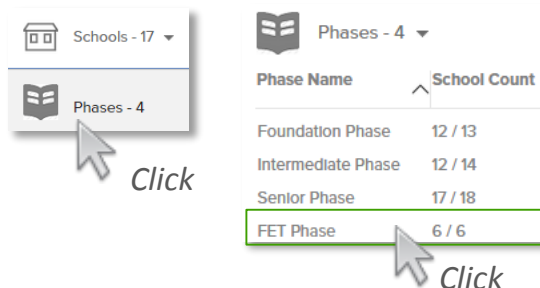 Schools - 17
Phases - 4
Click
Phases - 4
Phase Name School Count
Foundation Phase 12 / 13
Intermediate Phase 12 / 14
Senior Phase 17 / 18
FET Phase 6 / 6
Click